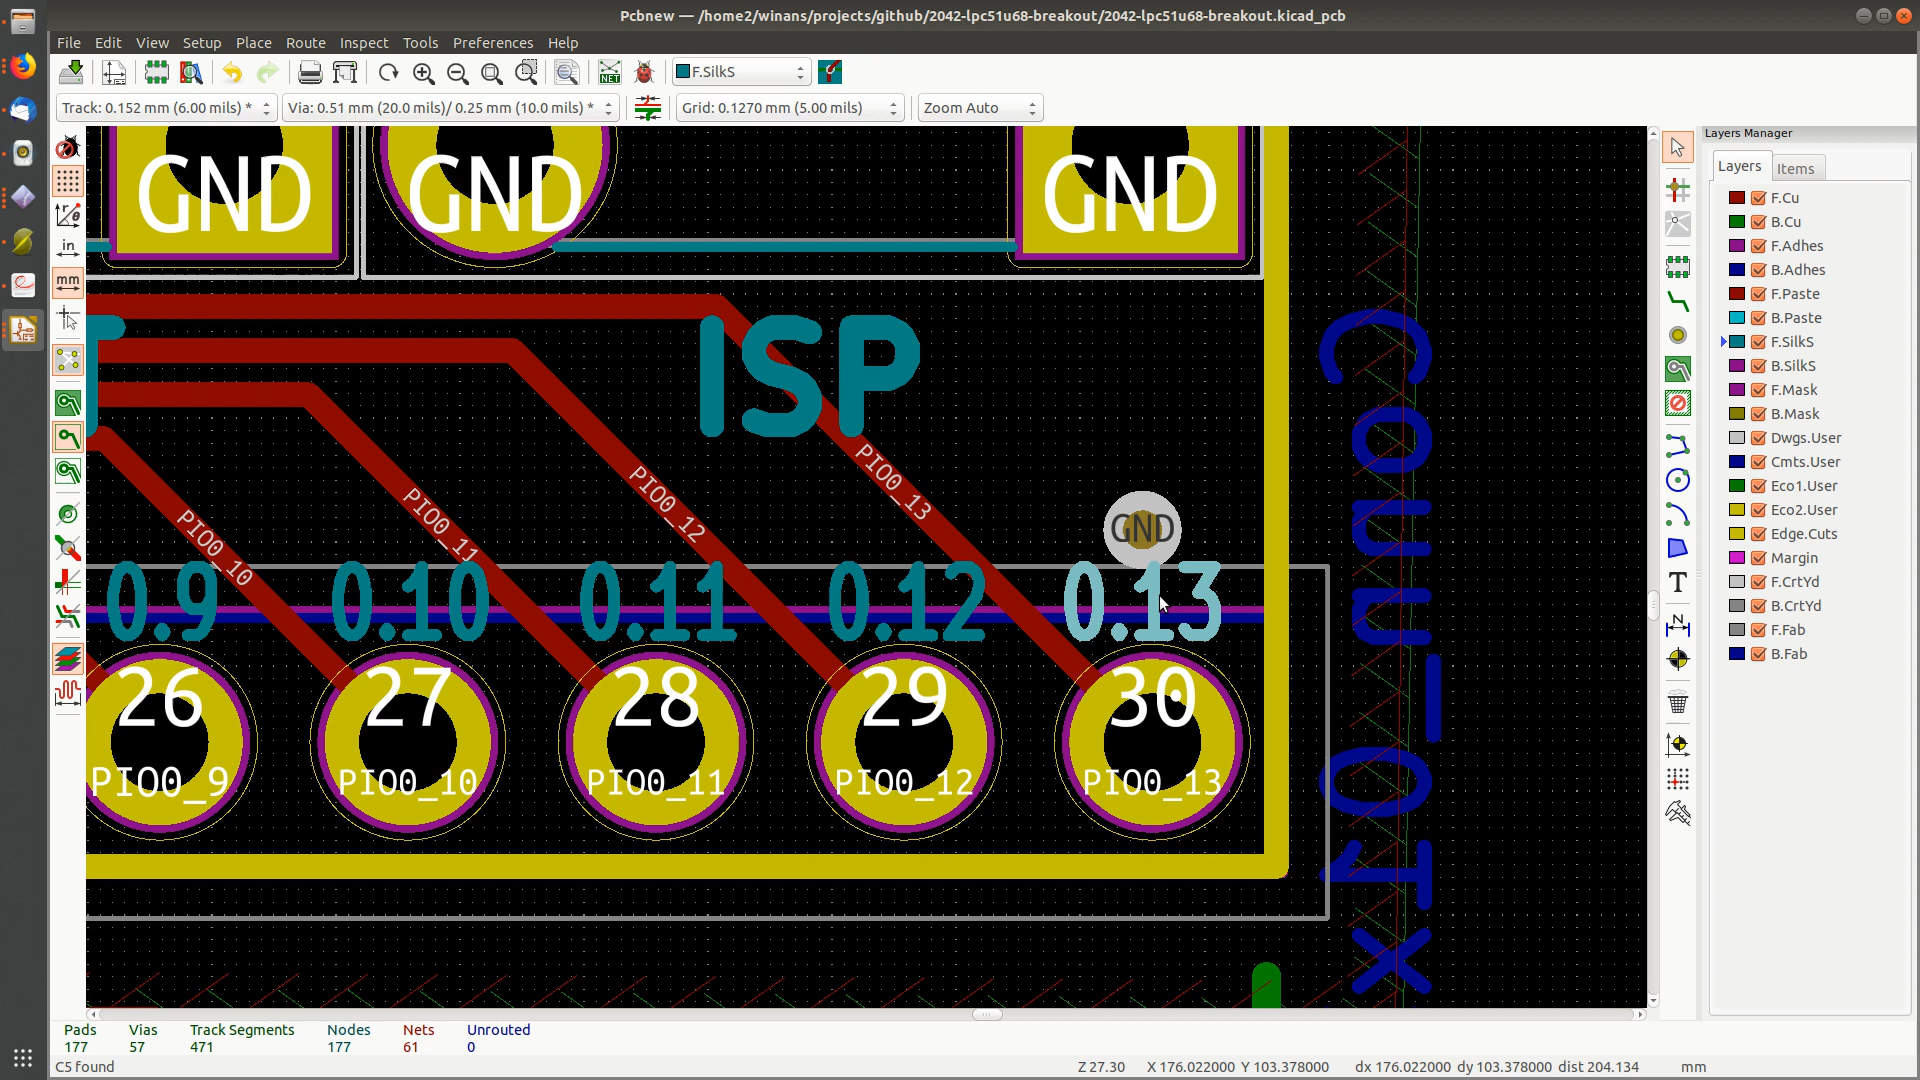 Pcbnew — /home2/winans/projects/github/2042-lpc51u68-breakout/2042-lpc51u68-breakout.kicad_pcb
File Edit View Setup Place Route Inspect Tools Preferences Help
NET F.SilkS
Track: 0.152 mm (6.00 mils) * Via: 0.51 mm (20.0 mils)/ 0.25 mm (10.0 mils) * Grid: 0.1270 mm (5.00 mils) Zoom Auto
Layers Manager
Layers Items
F.Cu
B.Cu
F.Adhes
B.Adhes
F.Paste
B.Paste
F.SilkS
B.SilkS
F.Mask
B.Mask
Dwgs.User
Cmts.User
Eco1.User
Eco2.User
Edge.Cuts
Margin
F.CrtYd
B.CrtYd
F.Fab
B.Fab
in
mm
T
N
GND GND GND
T ISP
PIO0_10 PIO0_11 PIO0_12 PIO0_13
GND
0.9 0.10 0.11 0.12 0.13
26 27 28 29 30
PIO0_9 PIO0_10 PIO0_11 PIO0_12 PIO0_13
Pads Vias Track Segments Nodes Nets Unrouted
177 57 471 177 61 0
C5 found Z 27.30 X 176.022000 Y 103.378000 dx 176.022000 dy 103.378000 dist 204.134 mm